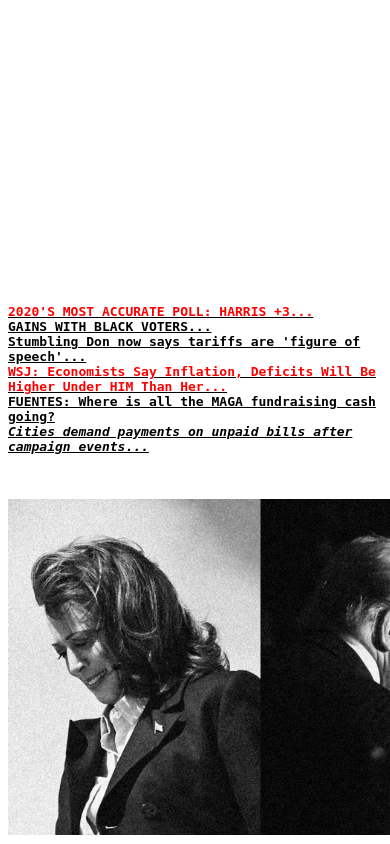 2020'S MOST ACCURATE POLL: HARRIS +3...
GAINS WITH BLACK VOTERS...
Stumbling Don now says tariffs are 'figure of
speech'...
WSJ: Economists Say Inflation, Deficits Will Be
Higher Under HIM Than Her...
FUENTES: Where is all the MAGA fundraising cash
going?
Cities demand payments on unpaid bills after
campaign events...